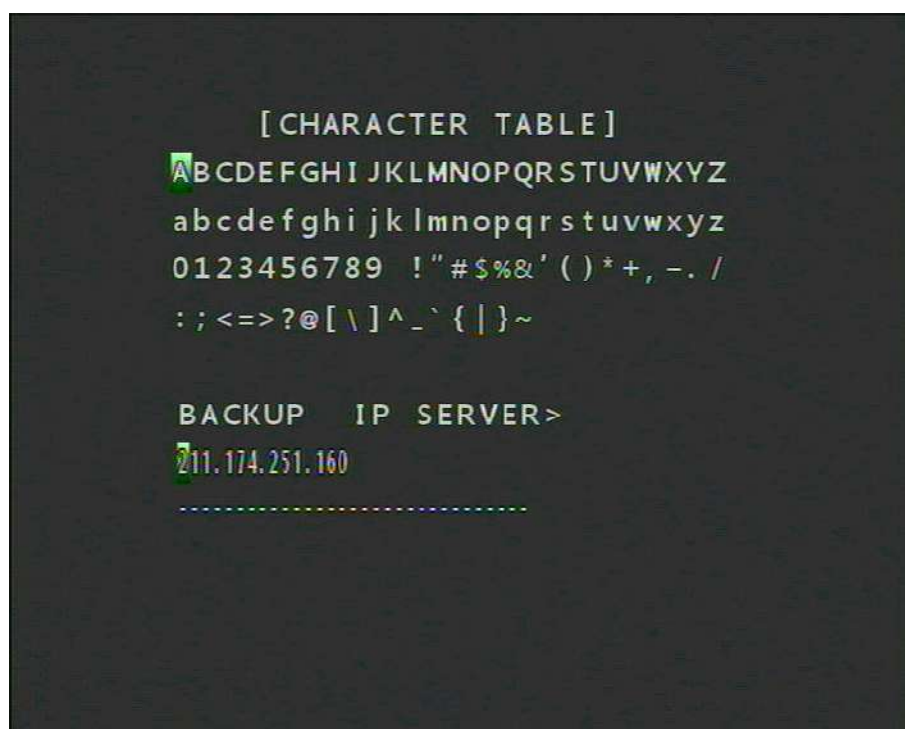 [CHARACTER TABLE]
ABCDEFGHIJKLMNOPQRSTUVWXYZ
abcdefghijklmnopqrstuvwxyz
0123456789 !"#$%&'()*+,-./
:;<=>?@[\]^_`{|}~
BACKUP IP SERVER>
211.174.251.160
------------------------------